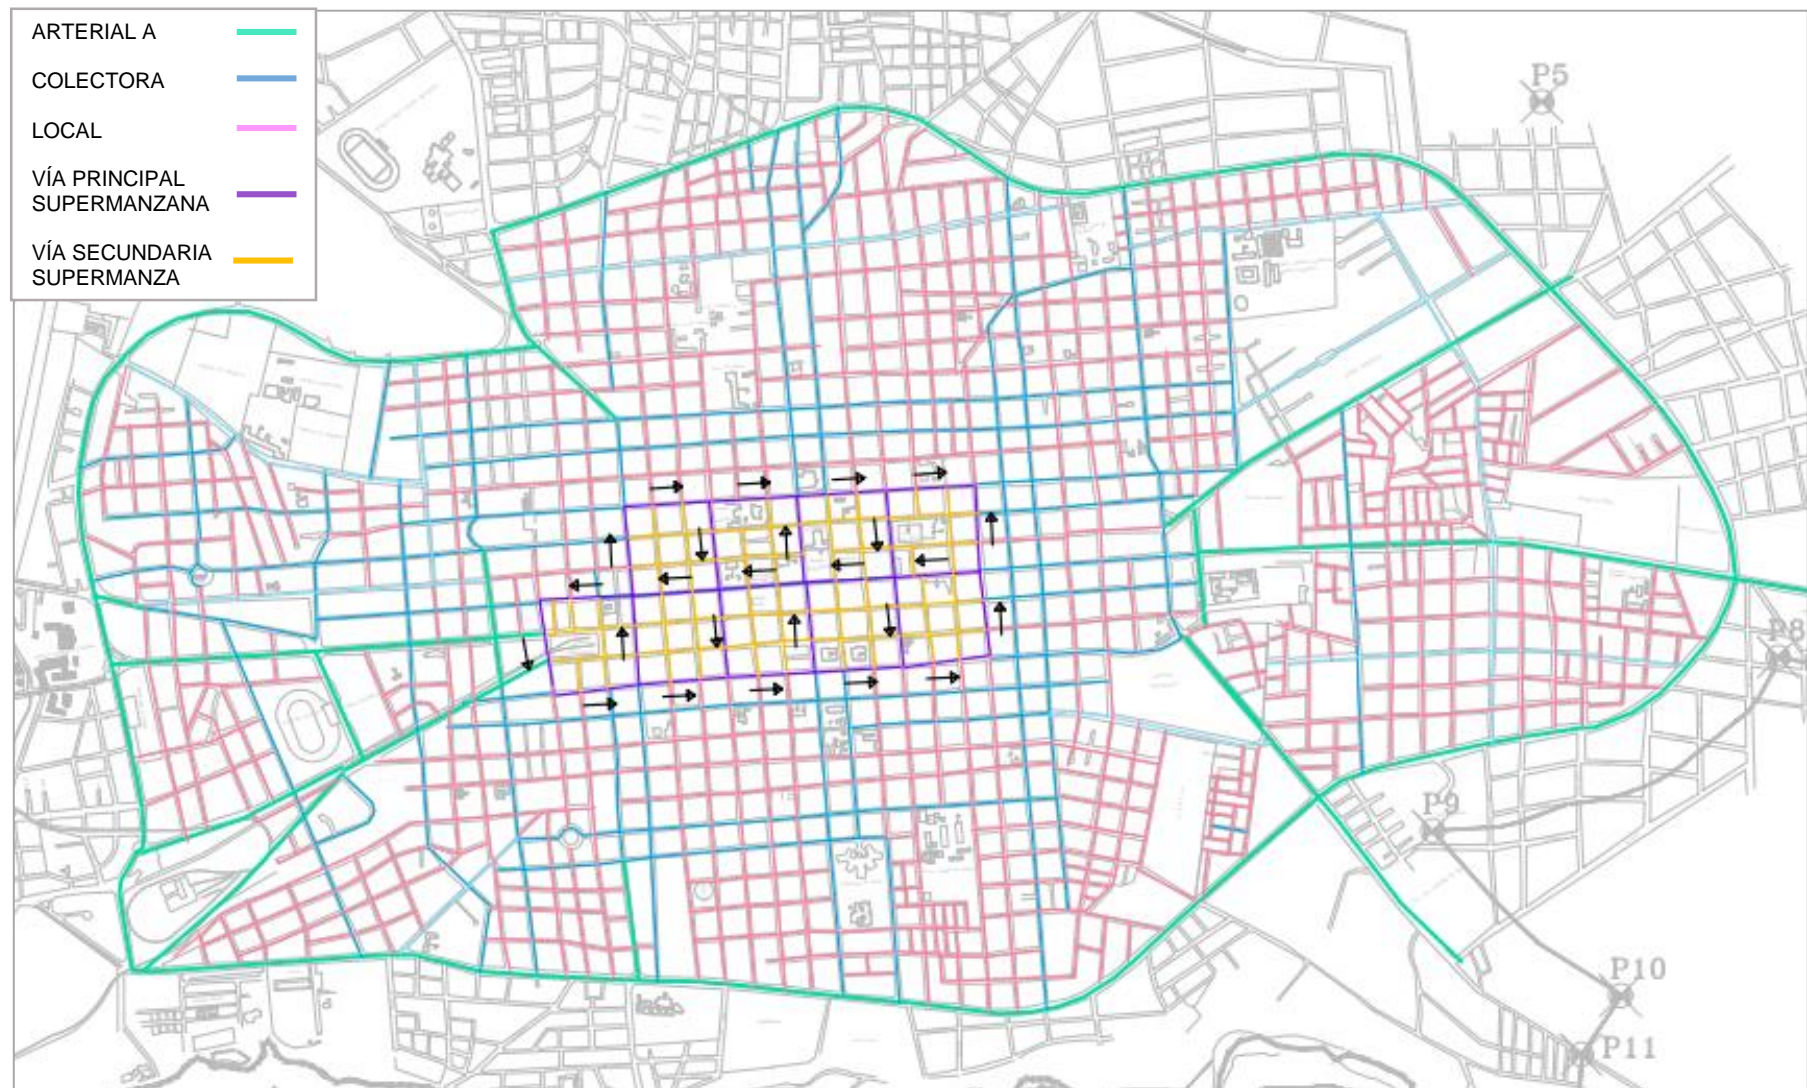 ARTERIAL A
COLECTORA
LOCAL
VÍA PRINCIPAL
SUPERMANZANA
VÍA SECUNDARIA
SUPERMANZA
P5
P8
P9
P10
P11